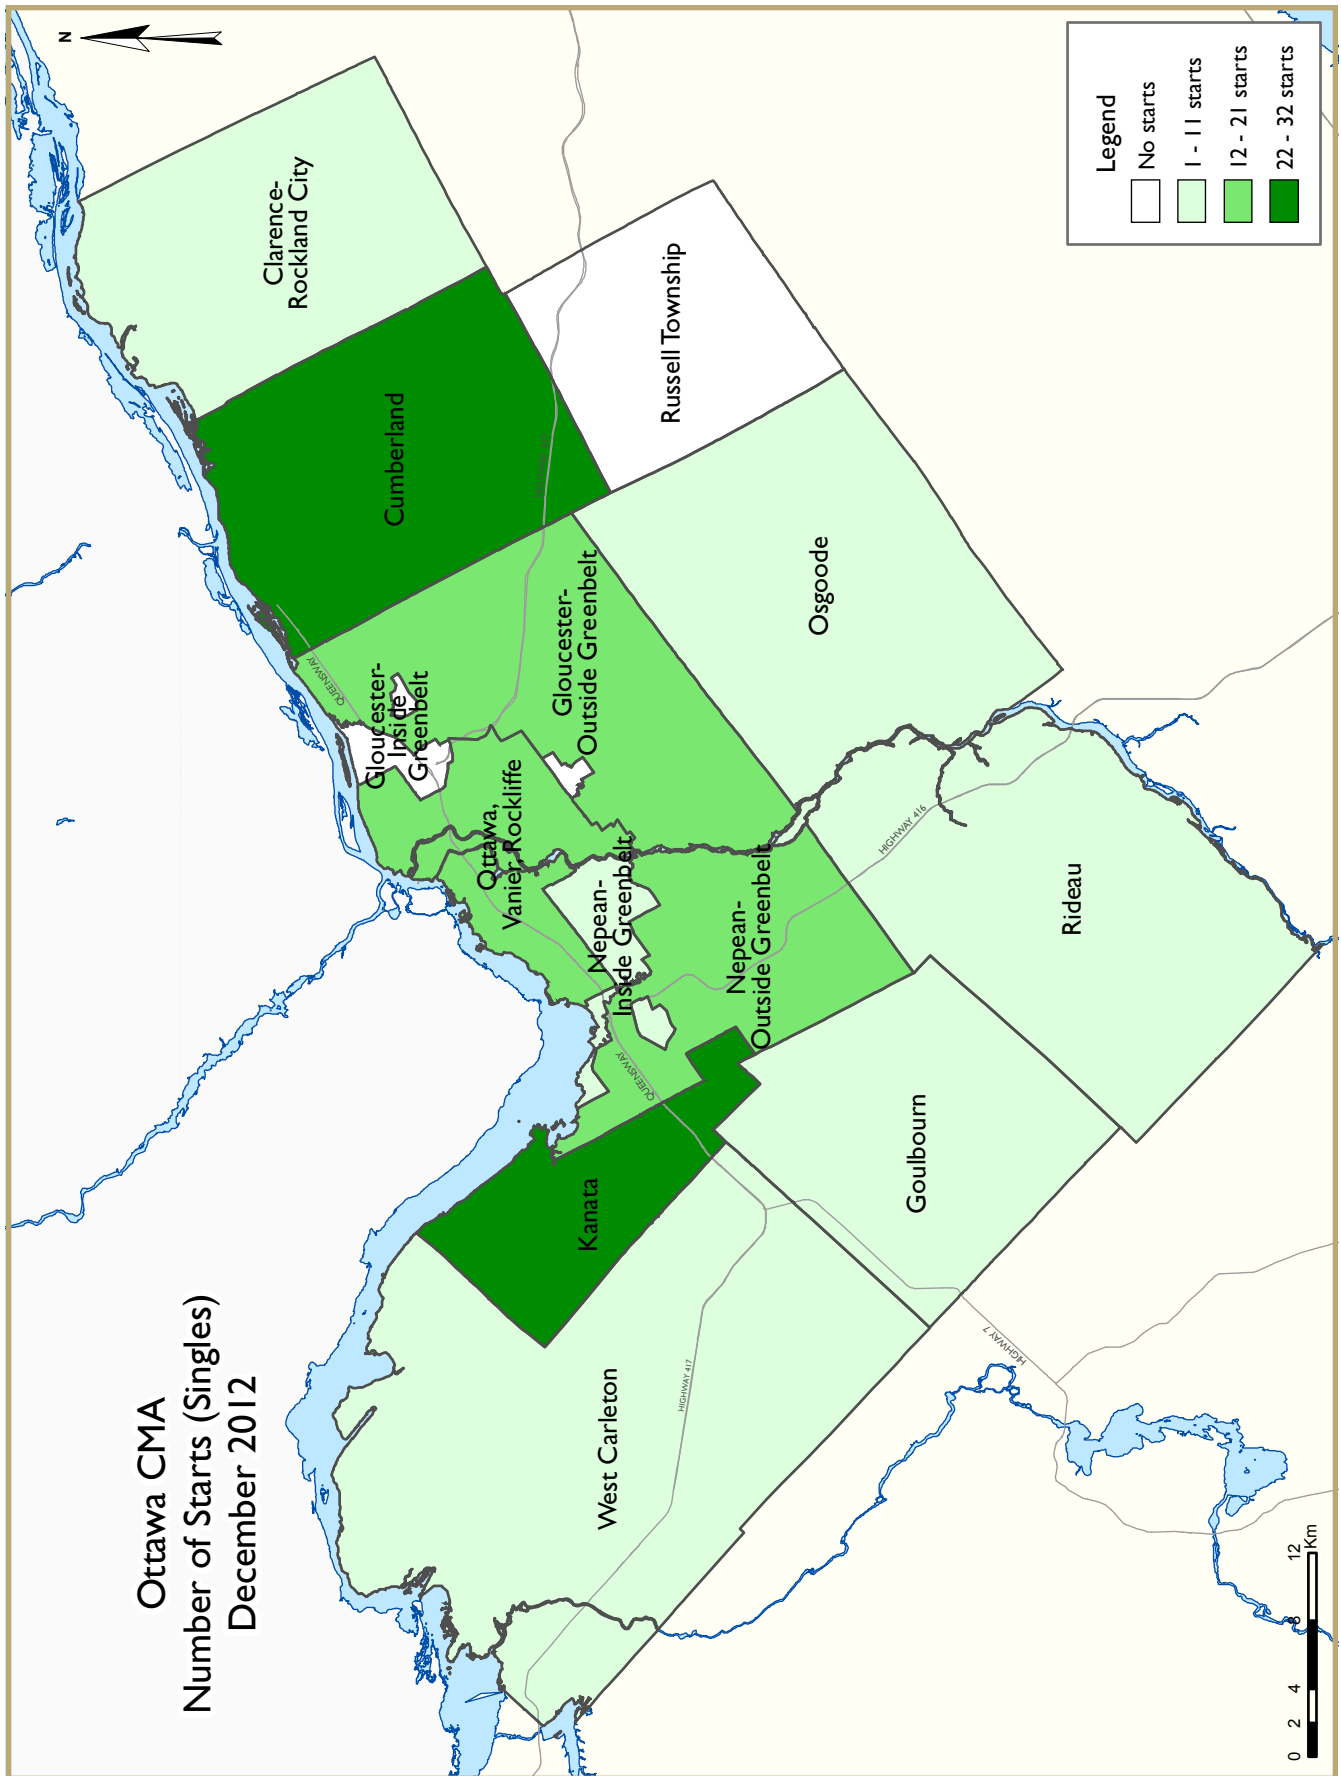 Ottawa CMA
Number of Starts (Singles)
December 2012
N
Clarence-
Rockland City
Cumberland
Russell Township
QUEENSWAY
Gloucester-
Inside
Greenbelt
Gloucester-
Outside Greenbelt
Osgoode
Ottawa,
Vanier, Rockliffe
Nepean-
Inside Greenbelt
Nepean-
Outside Greenbelt
HIGHWAY 416
Rideau
QUEENSWAY
Kanata
Goulbourn
West Carleton
HIGHWAY 417
HIGHWAY 7
Legend
No starts
1 - 11 starts
12 - 21 starts
22 - 32 starts
0 2 4 8 12
Km